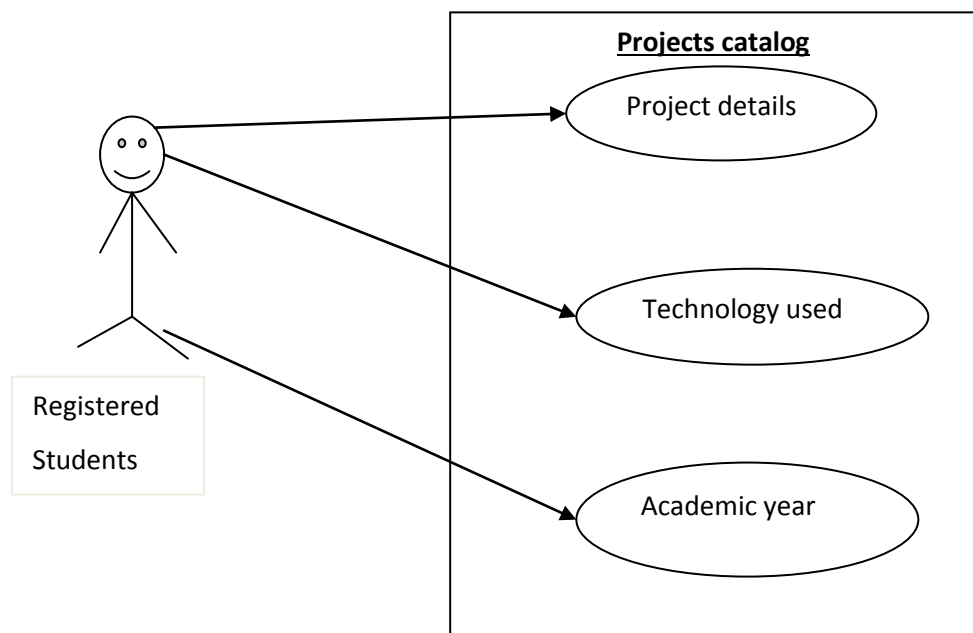 Projects catalog
Project details
Technology used
Registered
Students
Academic year